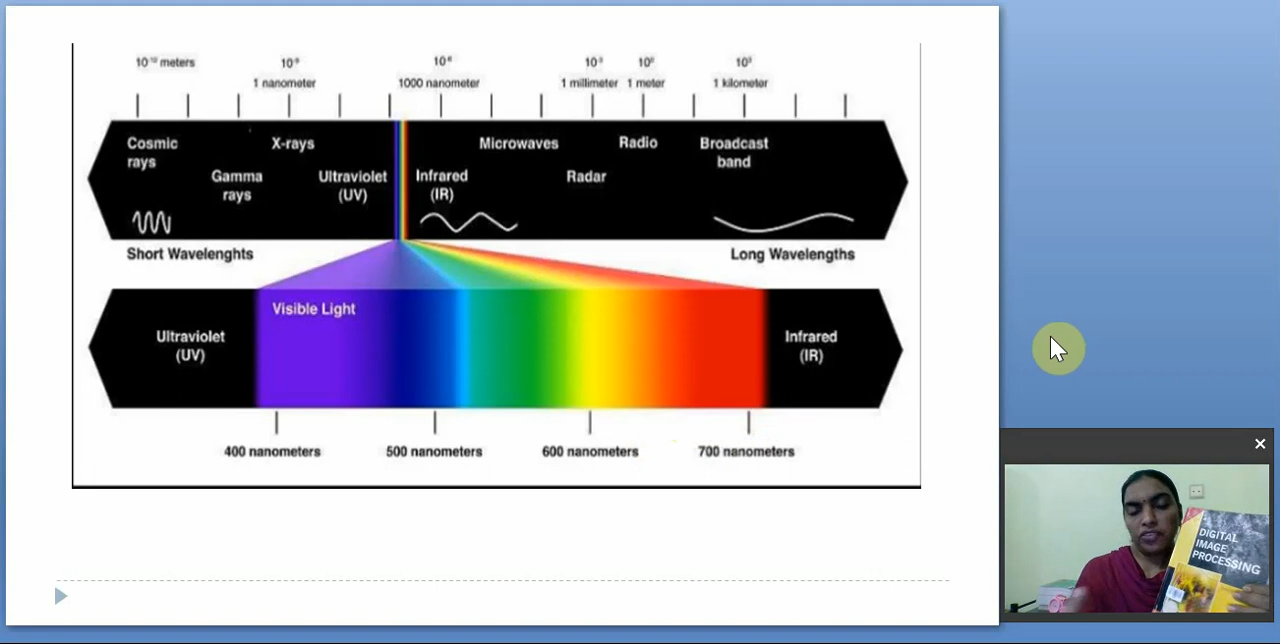 10⁻¹² meters
10⁻⁹
1 nanometer
10⁻⁶
1000 nanometer
10⁻³
1 millimeter
10⁰
1 meter
10³
1 kilometer
Cosmic
rays
Gamma
rays
X-rays
Ultraviolet
(UV)
Infrared
(IR)
Microwaves
Radar
Radio
Broadcast
band
Short Wavelenghts
Long Wavelengths
Visible Light
Ultraviolet
(UV)
Infrared
(IR)
400 nanometers
500 nanometers
600 nanometers
700 nanometers
DIGITAL
IMAGE
PROCESSING